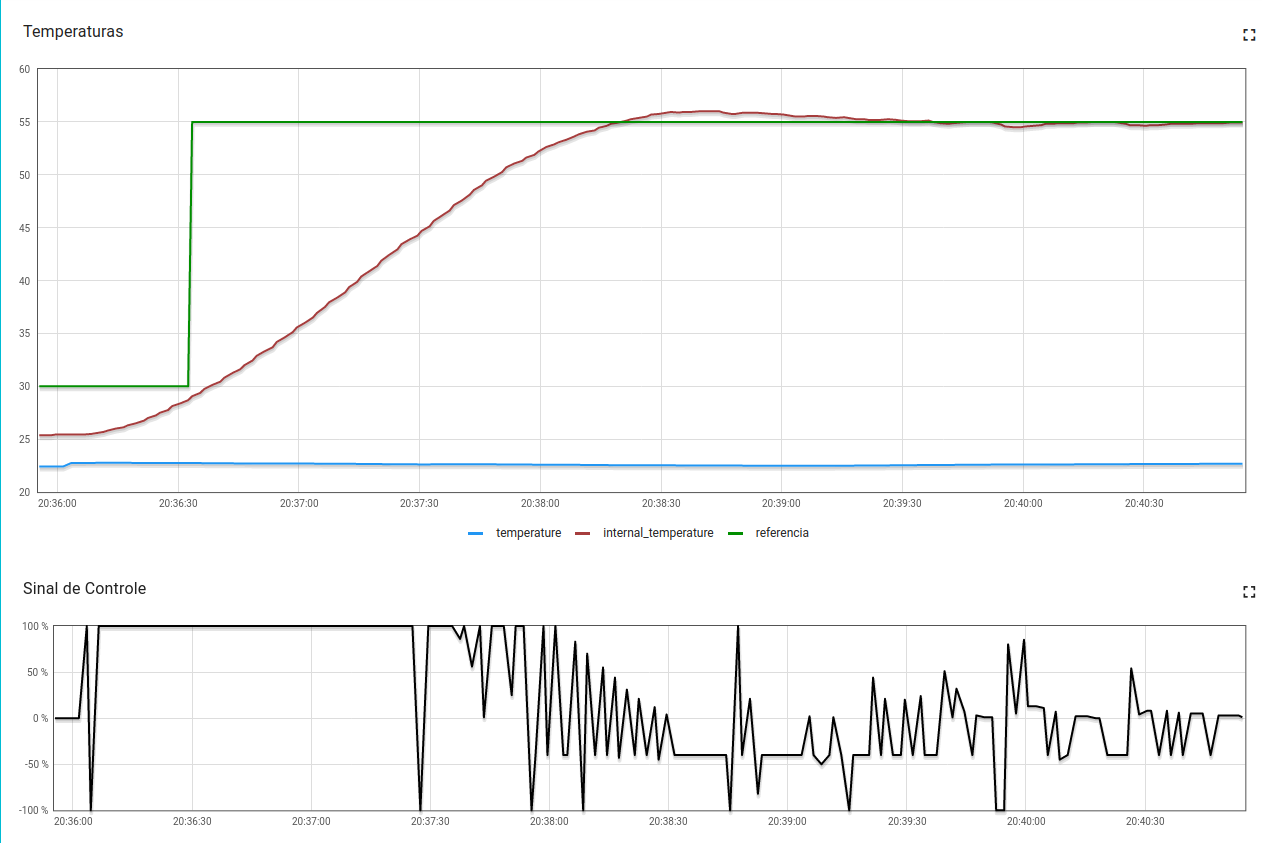 Temperaturas
60
55
50
45
40
35
30
25
20
20:36:00 20:36:30 20:37:00 20:37:30 20:38:00 20:38:30 20:39:00 20:39:30 20:40:00 20:40:30
temperature internal_temperature referencia
Sinal de Controle
100 %
50 %
0 %
-50 %
-100 %
20:36:00 20:36:30 20:37:00 20:37:30 20:38:00 20:38:30 20:39:00 20:39:30 20:40:00 20:40:30